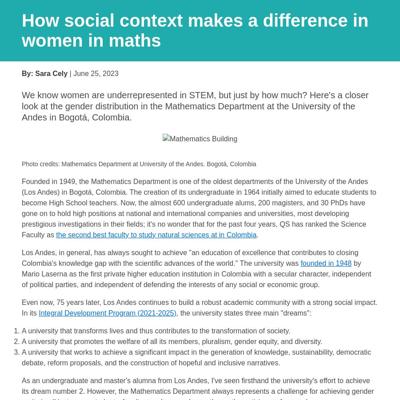 How social context makes a difference in
women in maths
By: Sara Cely | June 25, 2023
We know women are underrepresented in STEM, but just by how much? Here's a closer
look at the gender distribution in the Mathematics Department at the University of the
Andes in Bogotá, Colombia.
Mathematics Building
Photo credits: Mathematics Department at University of the Andes. Bogotá, Colombia
Founded in 1949, the Mathematics Department is one of the oldest departments of the University of the Andes
(Los Andes) in Bogotá, Colombia. The creation of its undergraduate in 1964 initially aimed to educate students to
become High School teachers. Now, the almost 600 undergraduate alums, 200 magisters, and 30 PhDs have
gone on to hold high positions at national and international companies and universities, most developing
prestigious investigations in their fields; it's no wonder that for the past four years, QS has ranked the Science
Faculty as the second best faculty to study natural sciences at in Colombia.
Los Andes, in general, has always sought to achieve "an education of excellence that contributes to closing
Colombia's knowledge gap with the scientific advances of the world." The university was founded in 1948 by
Mario Laserna as the first private higher education institution in Colombia with a secular character, independent
of political parties, and independent of defending the interests of any social or economic group.
Even now, 75 years later, Los Andes continues to build a robust academic community with a strong social impact.
In its Integral Development Program (2021-2025), the university states three main "dreams":
1. A university that transforms lives and thus contributes to the transformation of society.
2. A university that promotes the welfare of all its members, pluralism, gender equity, and diversity.
3. A university that works to achieve a significant impact in the generation of knowledge, sustainability, democratic
debate, reform proposals, and the construction of hopeful and inclusive narratives.
As an undergraduate and master's alumna from Los Andes, I've seen firsthand the university's effort to
achieve its dream number 2. However, the Mathematics Department always represents a challenge for achieving gender